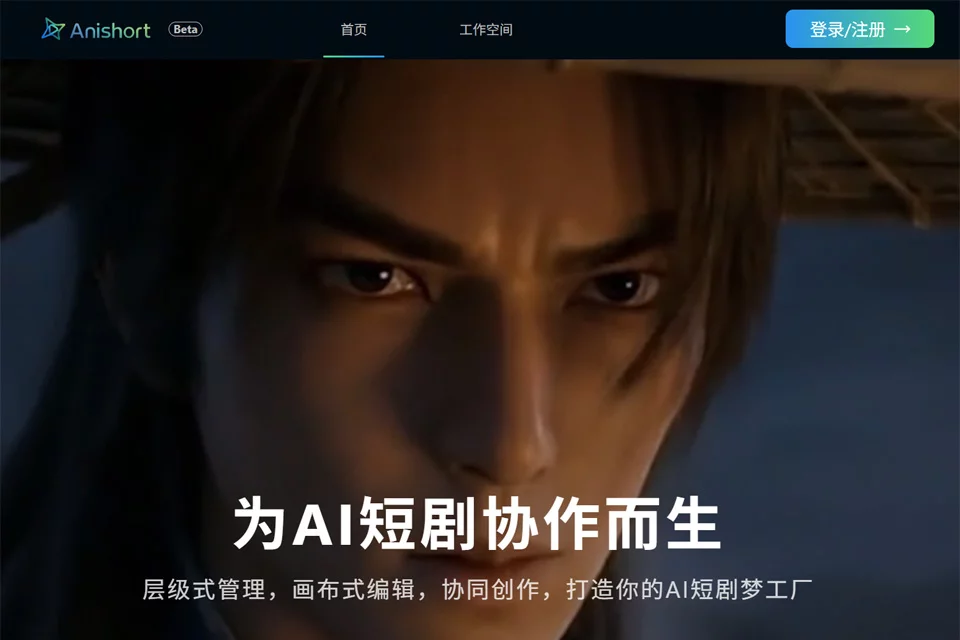 Anishort Beta
首页
工作空间
登录/注册 →
为AI短剧协作而生
层级式管理，画布式编辑，协同创作，打造你的AI短剧梦工厂